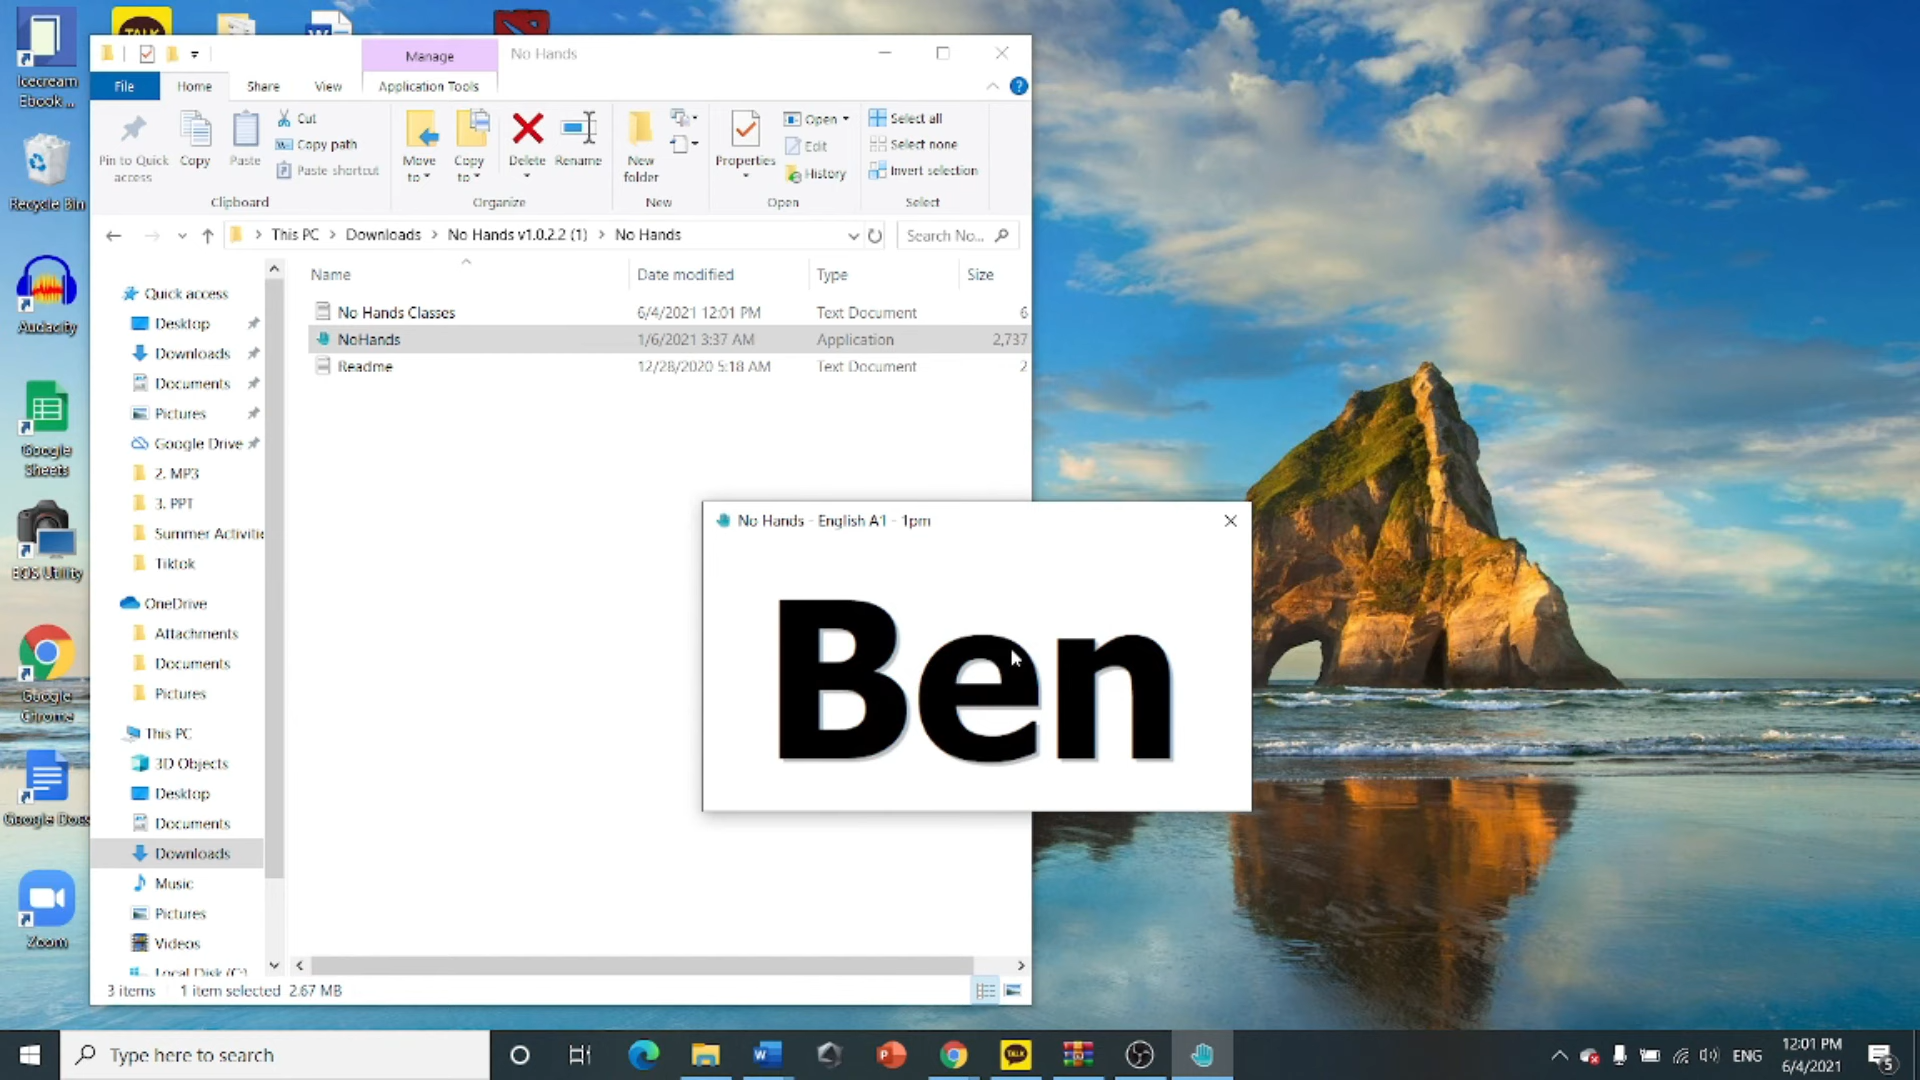 Icecream
Ebook ...
Recycle Bin
Audacity
Google
Sheets
EOS Utility
Google
Chrome
Google Docs
Zoom
Manage
No Hands
File
Home
Share
View
Application Tools
Pin to Quick
access
Copy
Paste
Cut
Copy path
Paste shortcut
Clipboard
Move
to
Copy
to
Delete
Rename
Organize
New
folder
New
Properties
Open
Edit
History
Open
Select all
Select none
Invert selection
Select
This PC > Downloads > No Hands v1.0.2.2 (1) > No Hands
Search No...
Name
Date modified
Type
Size
No Hands Classes 6/4/2021 12:01 PM Text Document 6
NoHands 1/6/2021 3:37 AM Application 2,737
Readme 12/28/2020 5:18 AM Text Document 2
Quick access
Desktop
Downloads
Documents
Pictures
Google Drive
2. MP3
3. PPT
Summer Activitie
Tiktok
OneDrive
Attachments
Documents
Pictures
This PC
3D Objects
Desktop
Documents
Downloads
Music
Pictures
Videos
Local Disk (C:)
3 items 1 item selected 2.67 MB
No Hands - English A1 - 1pm
Ben
Type here to search
TALK
ENG
12:01 PM
6/4/2021
5